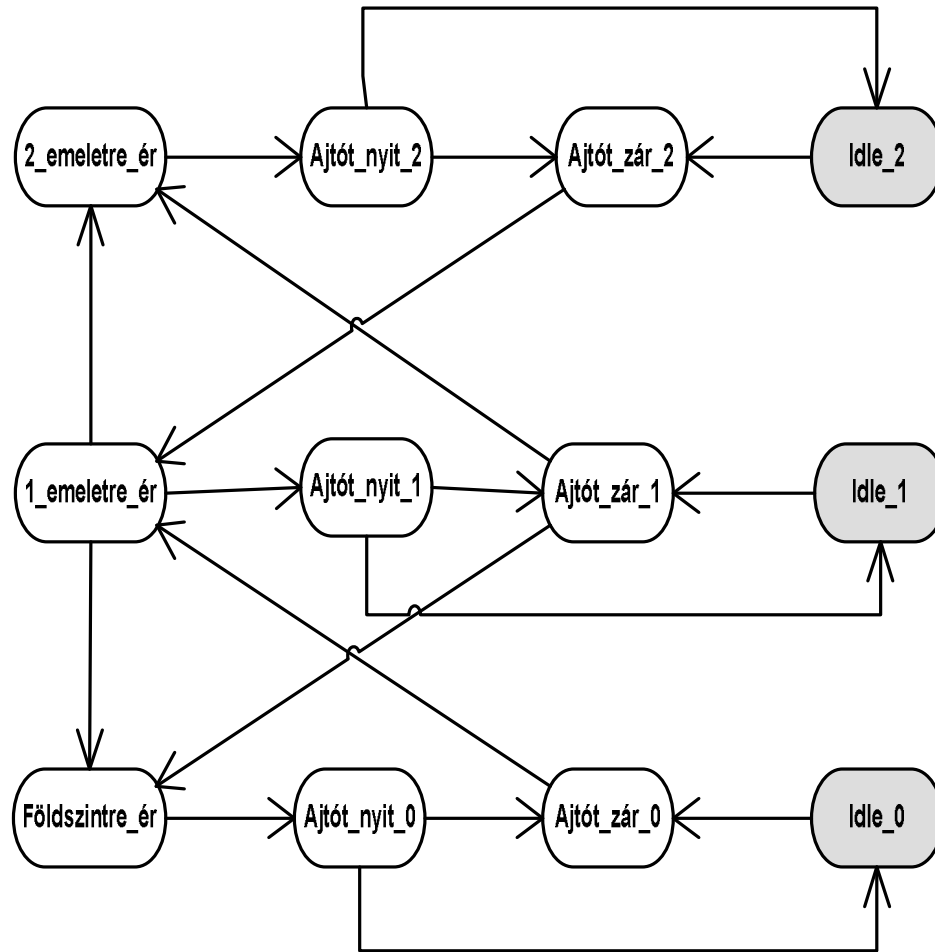 2_emeletre_ér
Ajtót_nyit_2
Ajtót_zár_2
Idle_2
1_emeletre_ér
Ajtót_nyit_1
Ajtót_zár_1
Idle_1
Földszintre_ér
Ajtót_nyit_0
Ajtót_zár_0
Idle_0